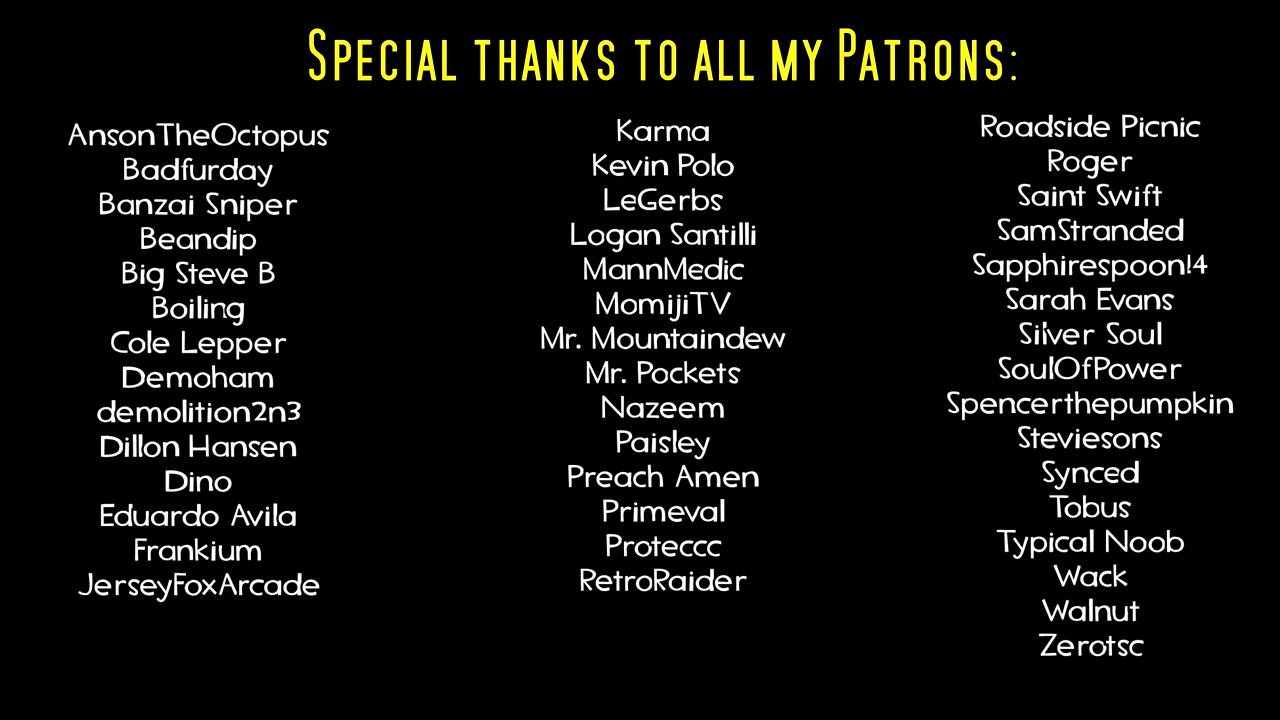 Special thanks to all my Patrons:
AnsonTheOctopus
Badfurday
Banzai Sniper
Beandip
Big Steve B
Boiling
Cole Lepper
Demoham
demolition2n3
Dillon Hansen
Dino
Eduardo Avila
Frankium
JerseyFoxArcade
Karma
Kevin Polo
LeGerbs
Logan Santilli
MannMedic
MomijiTV
Mr. Mountaindew
Mr. Pockets
Nazeem
Paisley
Preach Amen
Primeval
Proteccc
RetroRaider
Roadside Picnic
Roger
Saint Swift
SamStranded
Sapphirespoon!4
Sarah Evans
Silver Soul
SoulOfPower
Spencerthepumpkin
Steviesons
Synced
Tobus
Typical Noob
Wack
Walnut
Zerotsc